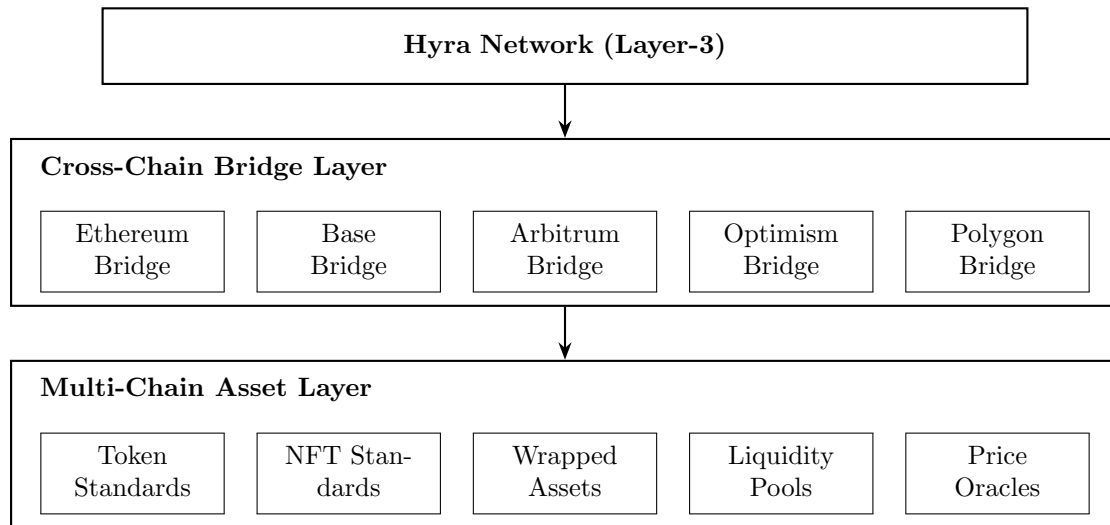 Hyra Network (Layer-3)
Cross-Chain Bridge Layer
Ethereum
Bridge
Base
Bridge
Arbitrum
Bridge
Optimism
Bridge
Polygon
Bridge
Multi-Chain Asset Layer
Token
Standards
NFT Stan-
dards
Wrapped
Assets
Liquidity
Pools
Price
Oracles